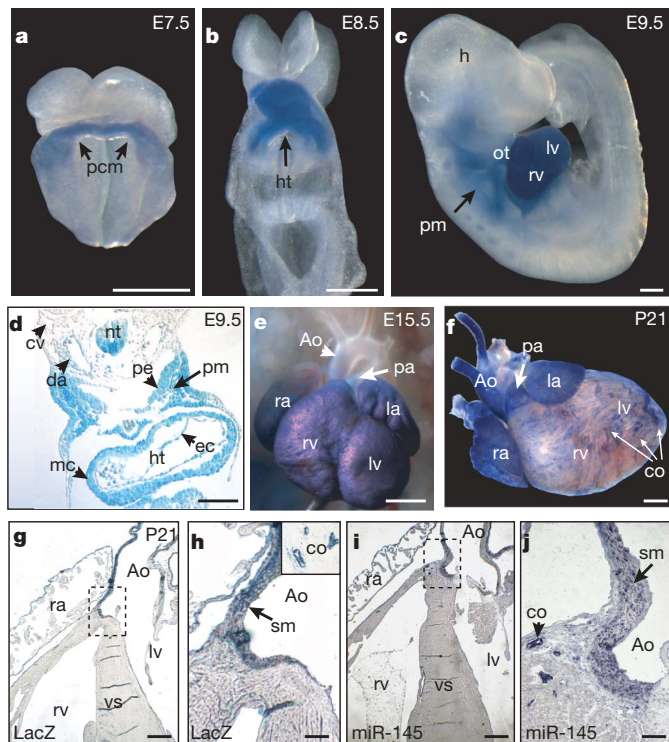 a E7.5
pcm
b E8.5
ht
c E9.5
h
lv
ot
rv
pm
d E9.5
cv
nt
da
pe
pm
ht
ec
mc
e E15.5
Ao
pa
ra
la
rv
lv
f P21
pa
Ao
la
lv
ra
rv
co
g P21
Ao
ra
lv
rv
vs
LacZ
h
co
Ao
sm
LacZ
i
Ao
ra
lv
rv
vs
miR-145
j
sm
co
Ao
miR-145